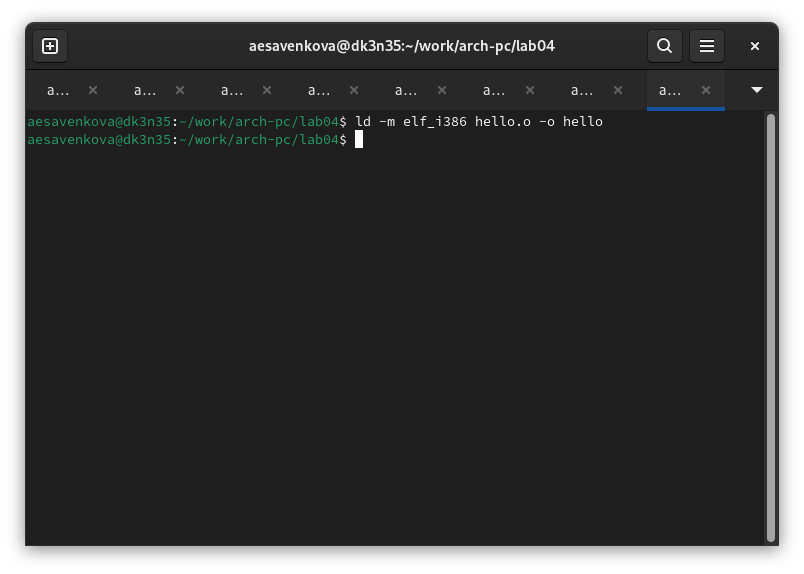 aesavenkova@dk3n35:~/work/arch-pc/lab04
a... a... a... a... a... a... a... a...
aesavenkova@dk3n35:~/work/arch-pc/lab04$ ld -m elf_i386 hello.o -o hello
aesavenkova@dk3n35:~/work/arch-pc/lab04$